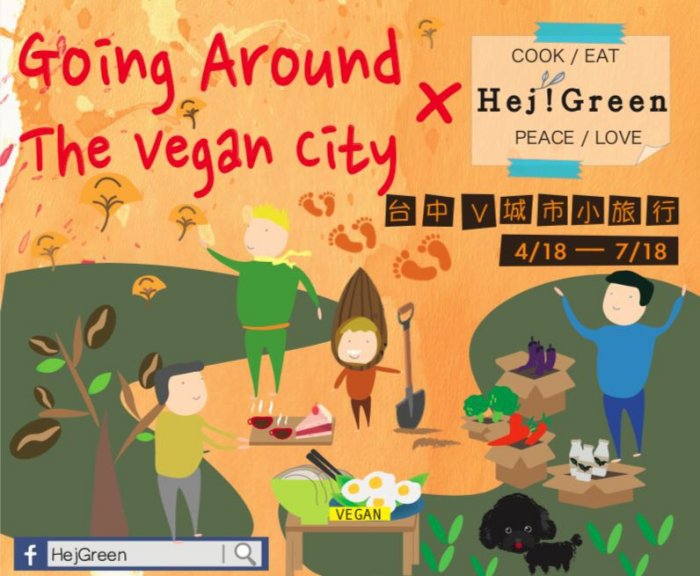 Going Around
The Vegan City
X
COOK / EAT
Hej!Green
PEACE / LOVE
台中V城市小旅行
4/18 — 7/18
VEGAN
f HejGreen